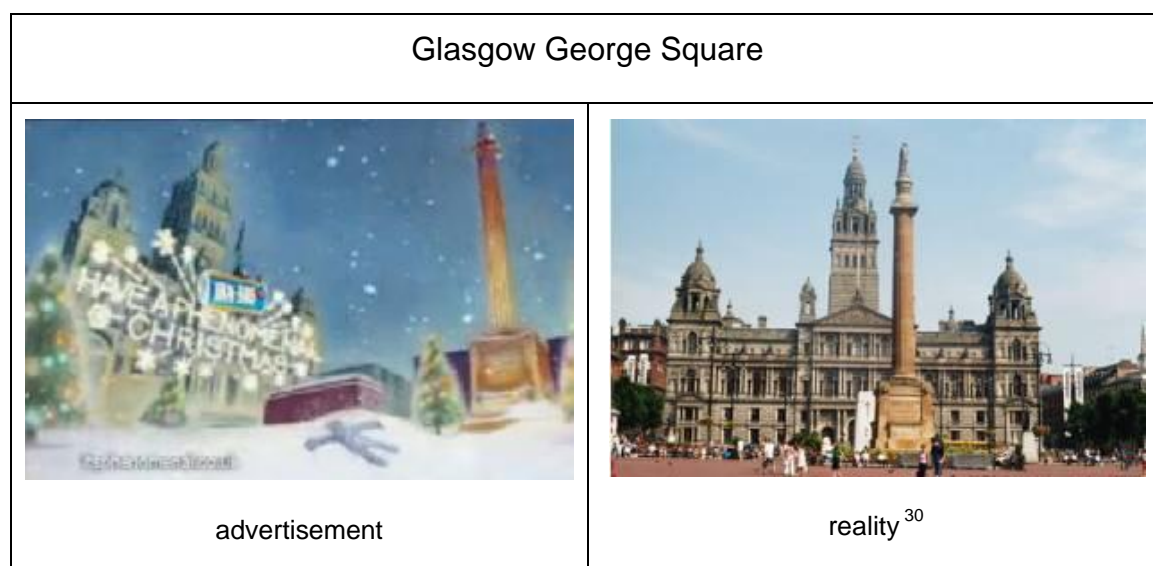 Glasgow George Square
HAVE A PHENOMENAL
CHRISTMAS
advertisement
reality 30